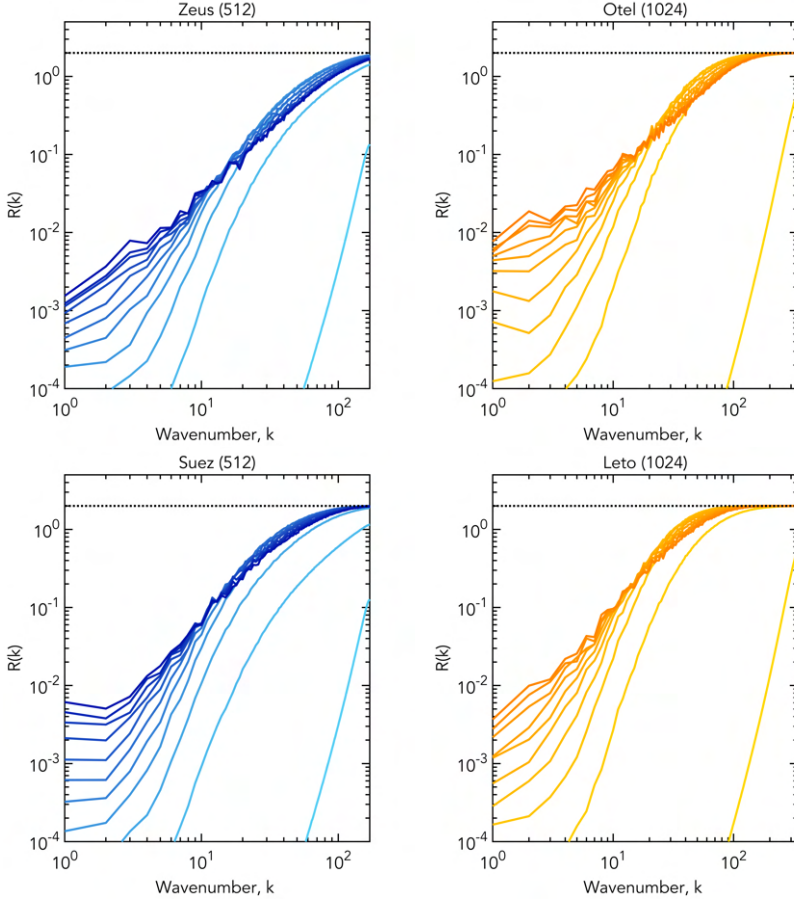 Zeus (512)
10^0
10^-1
10^-2
10^-3
10^-4
R(k)
10^0
10^1
10^2
Wavenumber, k
Otel (1024)
10^0
10^-1
10^-2
10^-3
10^-4
R(k)
10^0
10^1
10^2
Wavenumber, k
Suez (512)
10^0
10^-1
10^-2
10^-3
10^-4
R(k)
10^0
10^1
10^2
Wavenumber, k
Leto (1024)
10^0
10^-1
10^-2
10^-3
10^-4
R(k)
10^0
10^1
10^2
Wavenumber, k